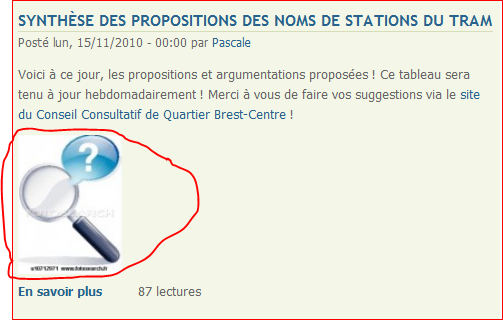 SYNTHÈSE DES PROPOSITIONS DES NOMS DE STATIONS DU TRAM
Posté lun, 15/11/2010 - 00:00 par Pascale
Voici à ce jour, les propositions et argumentations proposées ! Ce tableau sera
tenu à jour hebdomadairement ! Merci à vous de faire vos suggestions via le site
du Conseil Consultatif de Quartier Brest-Centre !
?
FOTOSEARCH
www.fotosearch.fr
En savoir plus 87 lectures